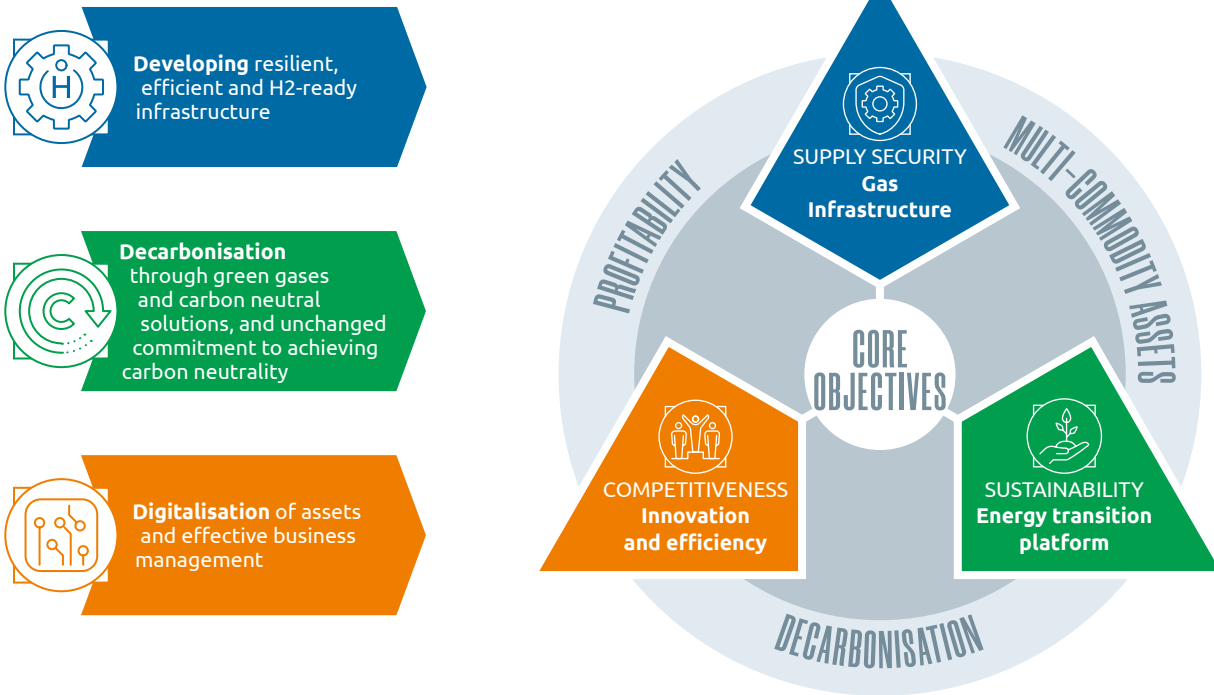 H
Developing resilient,
efficient and H2-ready
infrastructure
C
Decarbonisation
through green gases
and carbon neutral
solutions, and unchanged
commitment to achieving
carbon neutrality
Digitalisation of assets
and effective business
management
SUPPLY SECURITY
Gas
Infrastructure
PROFITABILITY
MULTI-COMMODITY ASSETS
CORE
OBJECTIVES
COMPETITIVENESS
Innovation
and efficiency
SUSTAINABILITY
Energy transition
platform
DECARBONISATION